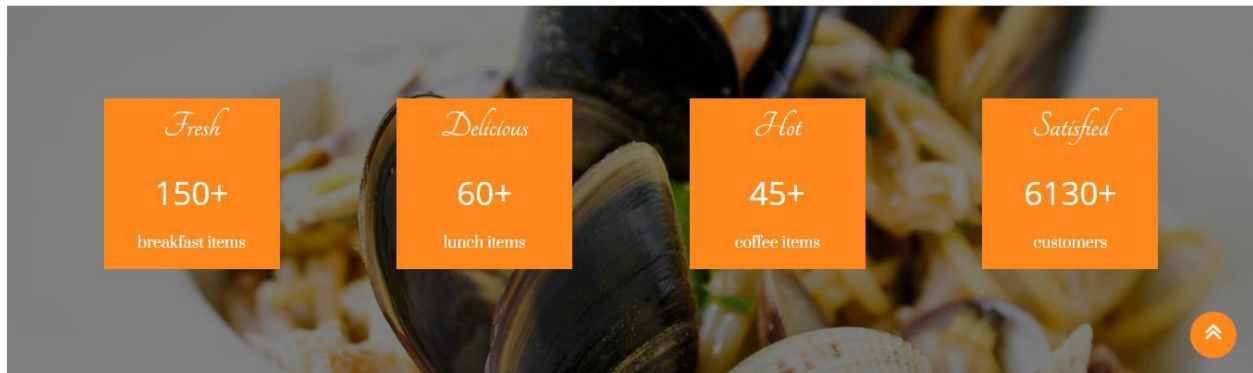 Fresh
150+
breakfast items
Delicious
60+
lunch items
Hot
45+
coffee items
Satisfied
6130+
customers